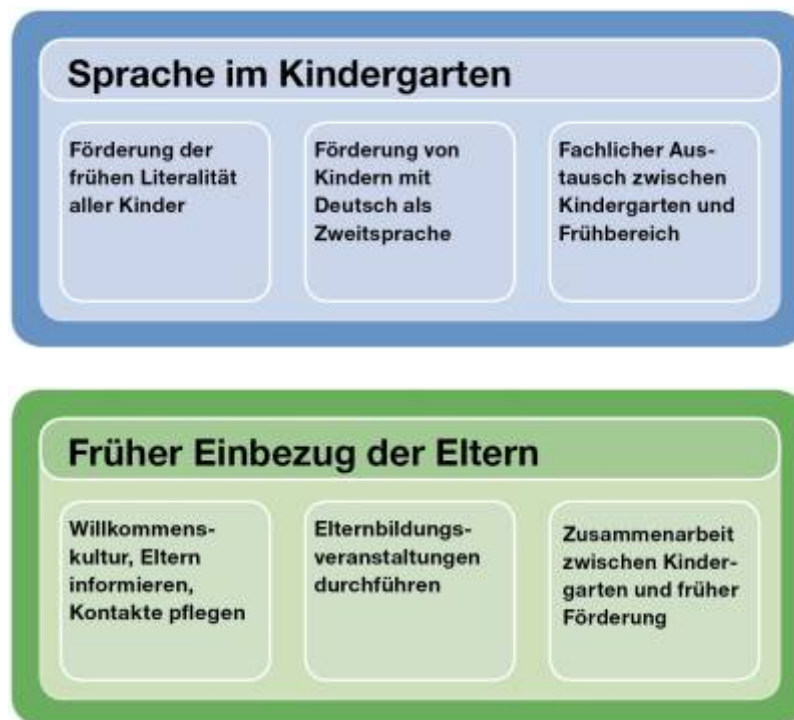 Sprache im Kindergarten
Förderung der
frühen Literalität
aller Kinder
Förderung von
Kindern mit
Deutsch als
Zweitsprache
Fachlicher Aus-
tausch zwischen
Kindergarten und
Frühbereich
Früher Einbezug der Eltern
Willkommens-
kultur, Eltern
informieren,
Kontakte pflegen
Elternbildungs-
veranstaltungen
durchführen
Zusammenarbeit
zwischen Kinder-
garten und früher
Förderung